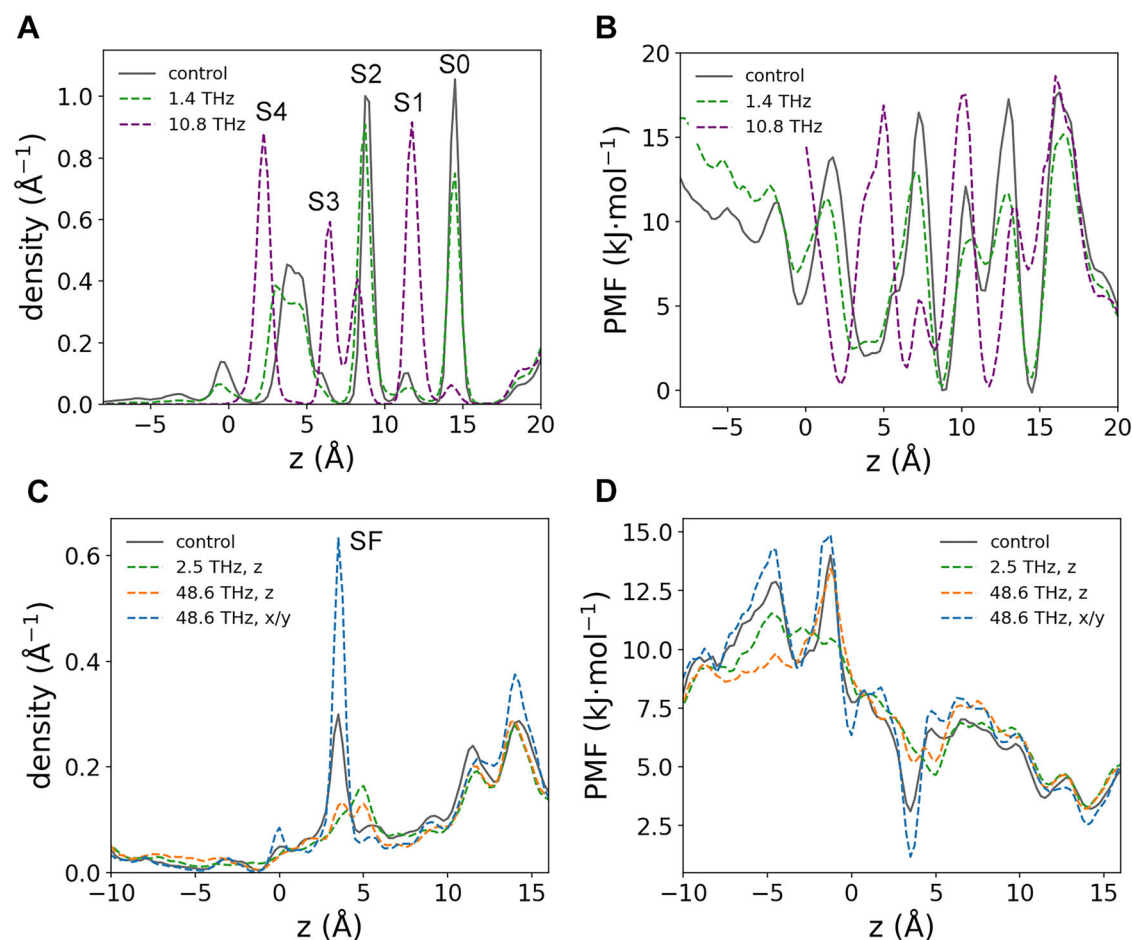 A
control
1.4 THz
10.8 THz
S4
S3
S2
S1
S0
density (Å⁻¹)
1.0
0.8
0.6
0.4
0.2
0.0
−5 0 5 10 15 20
z (Å)
B
control
1.4 THz
10.8 THz
PMF (kJ·mol⁻¹)
20
15
10
5
0
−5 0 5 10 15 20
z (Å)
C
control
2.5 THz, z
48.6 THz, z
48.6 THz, x/y
SF
density (Å⁻¹)
0.6
0.4
0.2
0.0
−10 −5 0 5 10 15
z (Å)
D
control
2.5 THz, z
48.6 THz, z
48.6 THz, x/y
PMF (kJ·mol⁻¹)
15.0
12.5
10.0
7.5
5.0
2.5
−10 −5 0 5 10 15
z (Å)